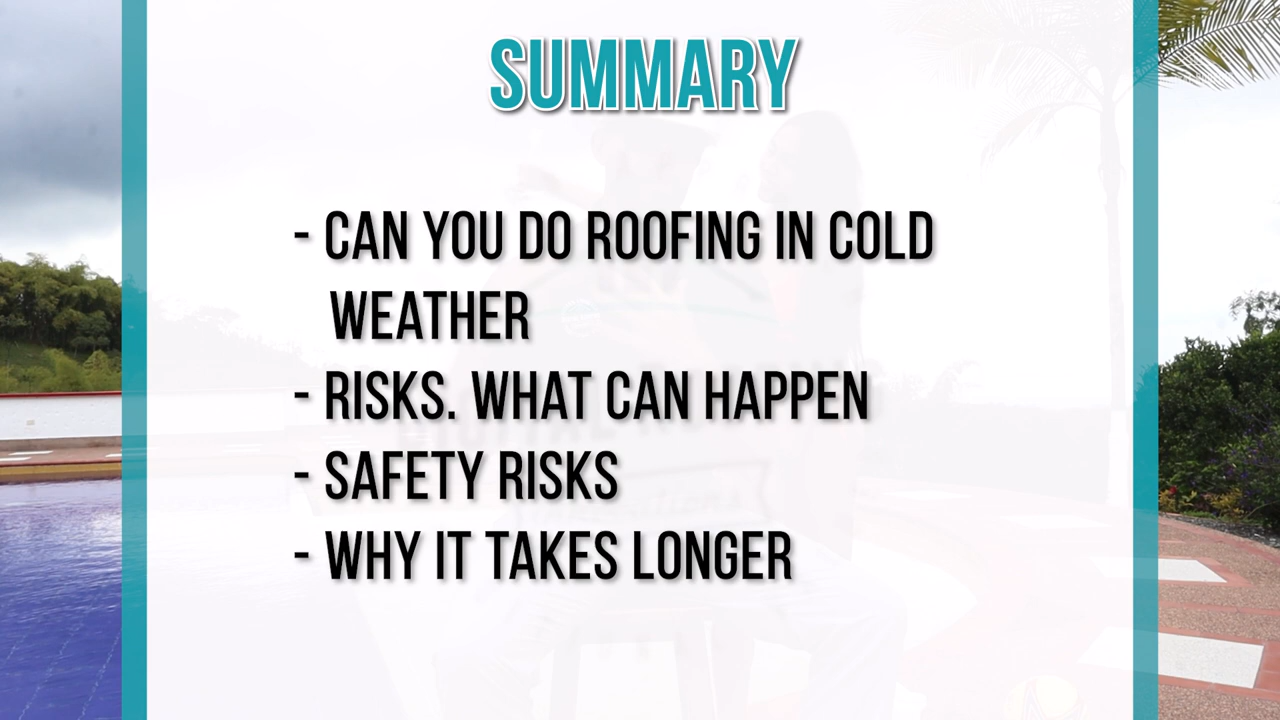 SUMMARY
- CAN YOU DO ROOFING IN COLD
WEATHER
- RISKS. WHAT CAN HAPPEN
- SAFETY RISKS
- WHY IT TAKES LONGER